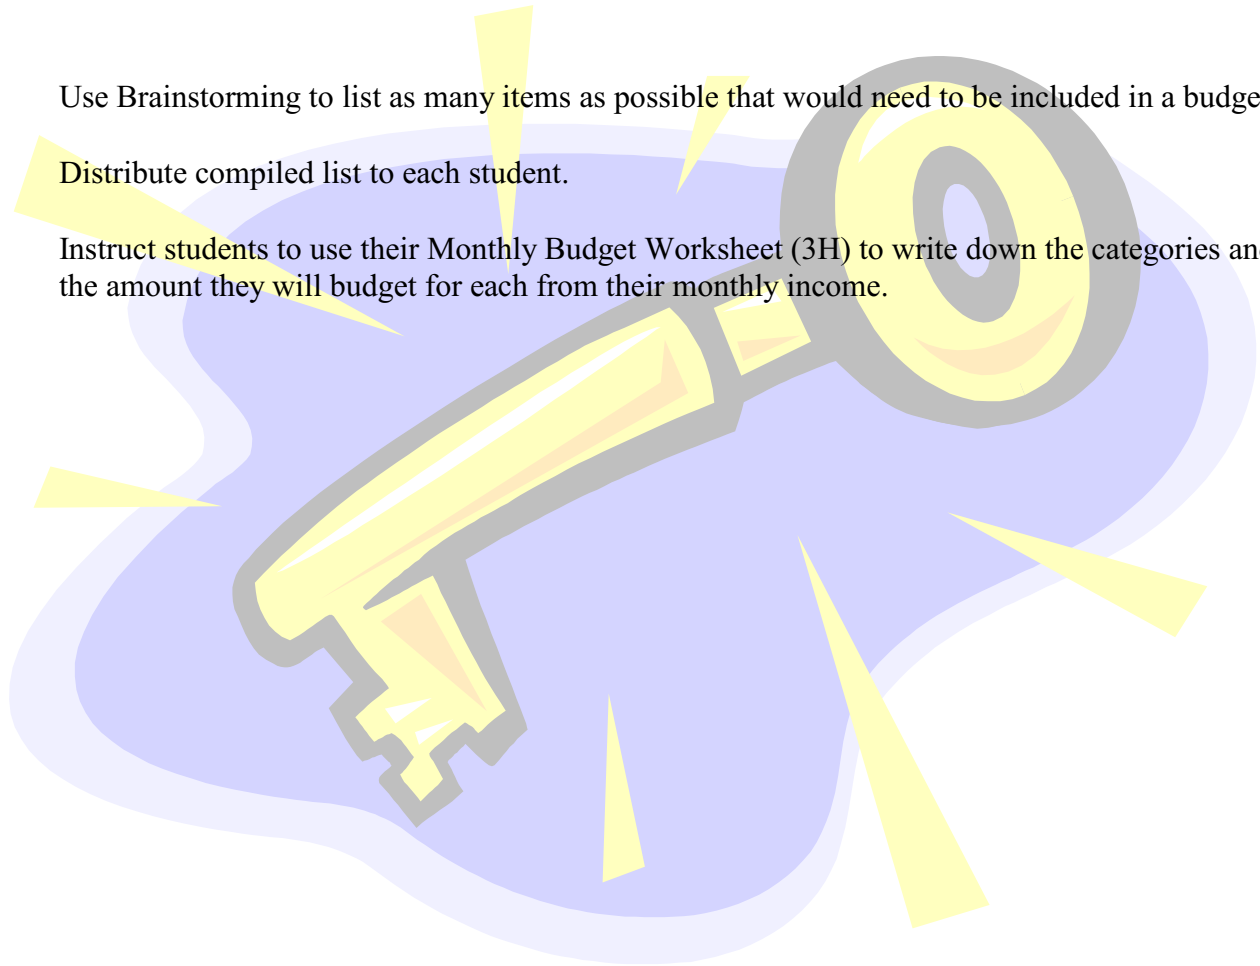 Use Brainstorming to list as many items as possible that would need to be included in a budge
Distribute compiled list to each student.
Instruct students to use their Monthly Budget Worksheet (3H) to write down the categories an
the amount they will budget for each from their monthly income.